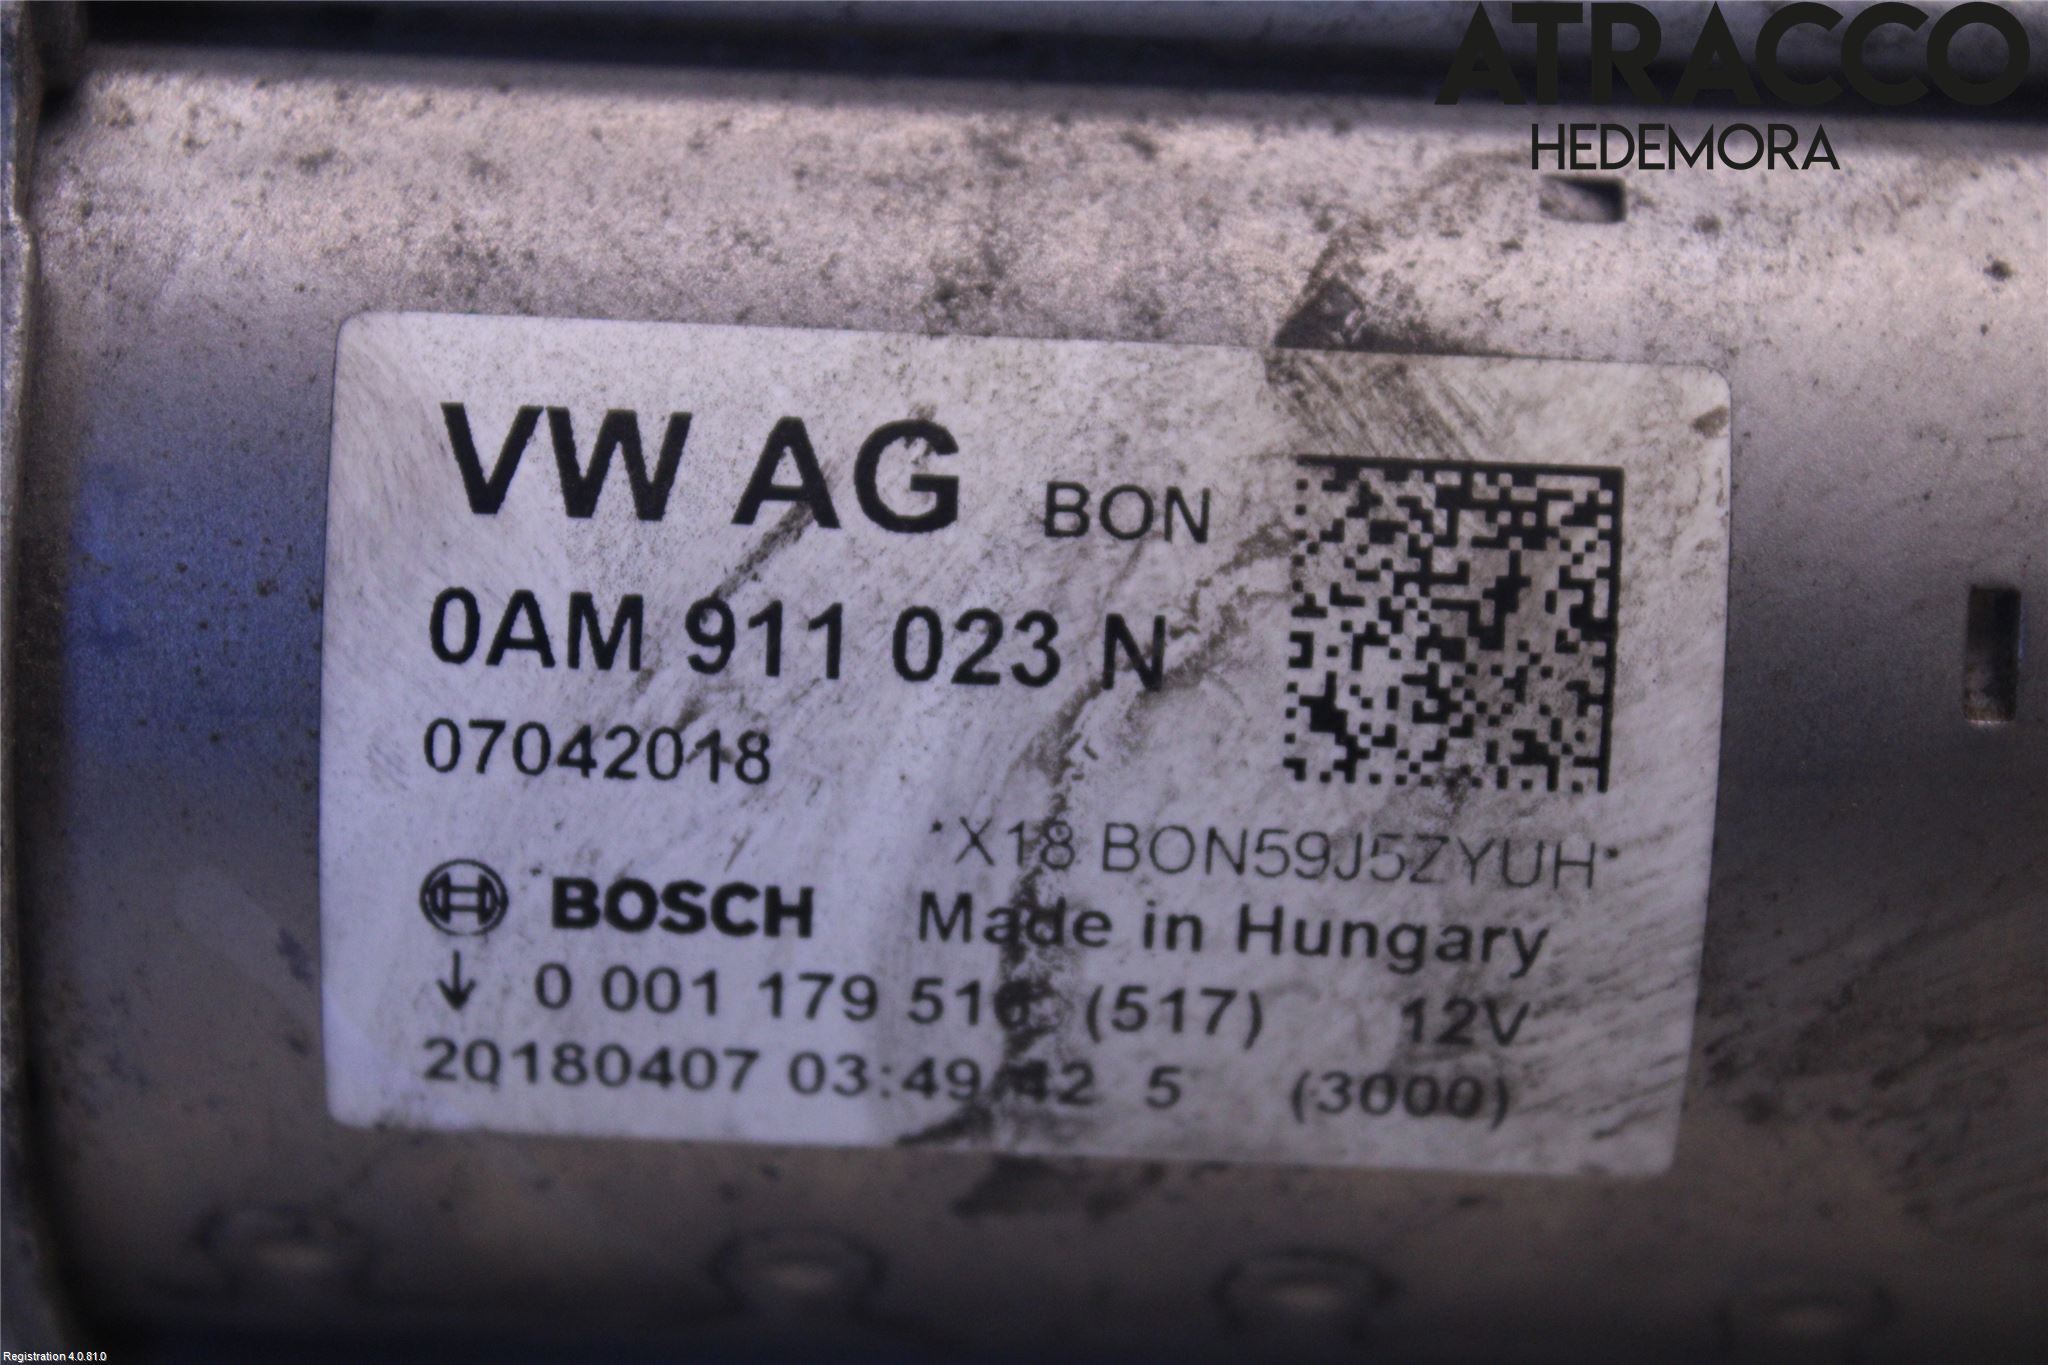 ATRACCO
HEDEMORA
VW AG BON
0AM 911 023 N
07042018
*X18 BON59J5ZYUH*
BOSCH Made in Hungary
↓ 0 001 179 516 (517) 12V
20180407 03:49:42 5 (3000)
Registration 4.0.81.0